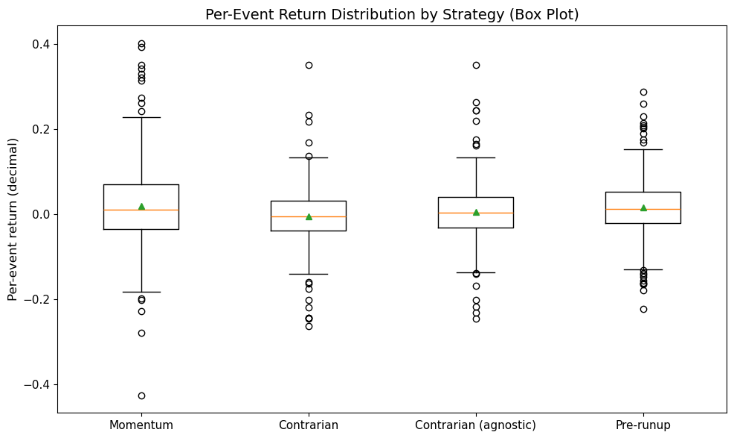 Per-Event Return Distribution by Strategy (Box Plot)
Per-event return (decimal)
0.4
0.2
0.0
−0.2
−0.4
Momentum
Contrarian
Contrarian (agnostic)
Pre-runup